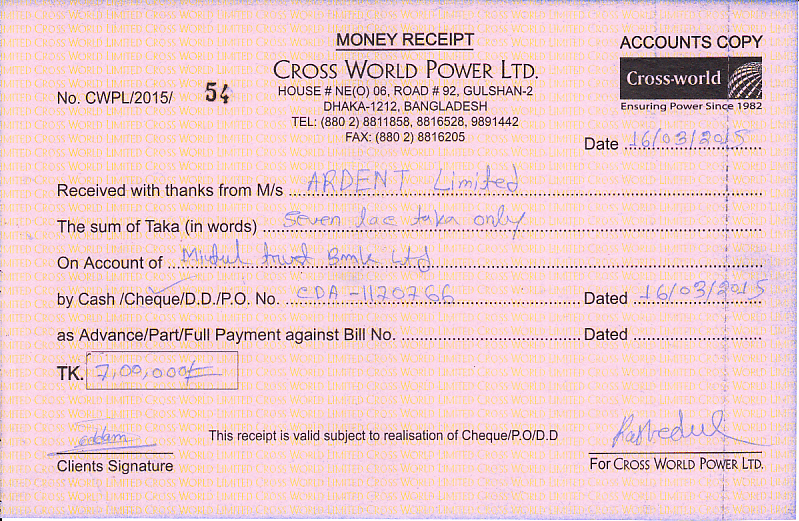 MONEY RECEIPT
ACCOUNTS COPY
CROSS WORLD POWER LTD.
Cross-world
Ensuring Power Since 1982
HOUSE # NE(O) 06, ROAD # 92, GULSHAN-2
DHAKA-1212, BANGLADESH
TEL: (880 2) 8811858, 8816528, 9891442
FAX: (880 2) 8816205
No. CWPL/2015/ 54
Date 16/03/2015
Received with thanks from M/s ARDENT Limited
The sum of Taka (in words) Seven lac taka only
On Account of Mutual trust Bank Ltd
by Cash /Cheque/D.D./P.O. No. CDA-1120766 Dated 16/03/2015
as Advance/Part/Full Payment against Bill No. Dated
TK. 7,00,000/=
This receipt is valid subject to realisation of Cheque/P.O/D.D
Clients Signature
For CROSS WORLD POWER LTD.